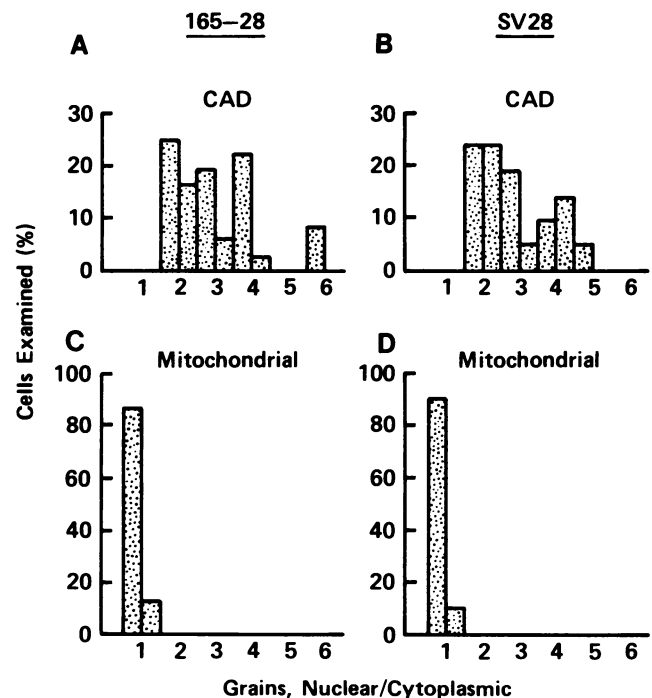 165–28
SV28
A
B
CAD
CAD
30
20
10
0
1 2 3 4 5 6
30
20
10
0
1 2 3 4 5 6
Cells Examined (%)
C
D
Mitochondrial
Mitochondrial
100
80
60
40
20
0
1 2 3 4 5 6
100
80
60
40
20
0
1 2 3 4 5 6
Grains, Nuclear/Cytoplasmic